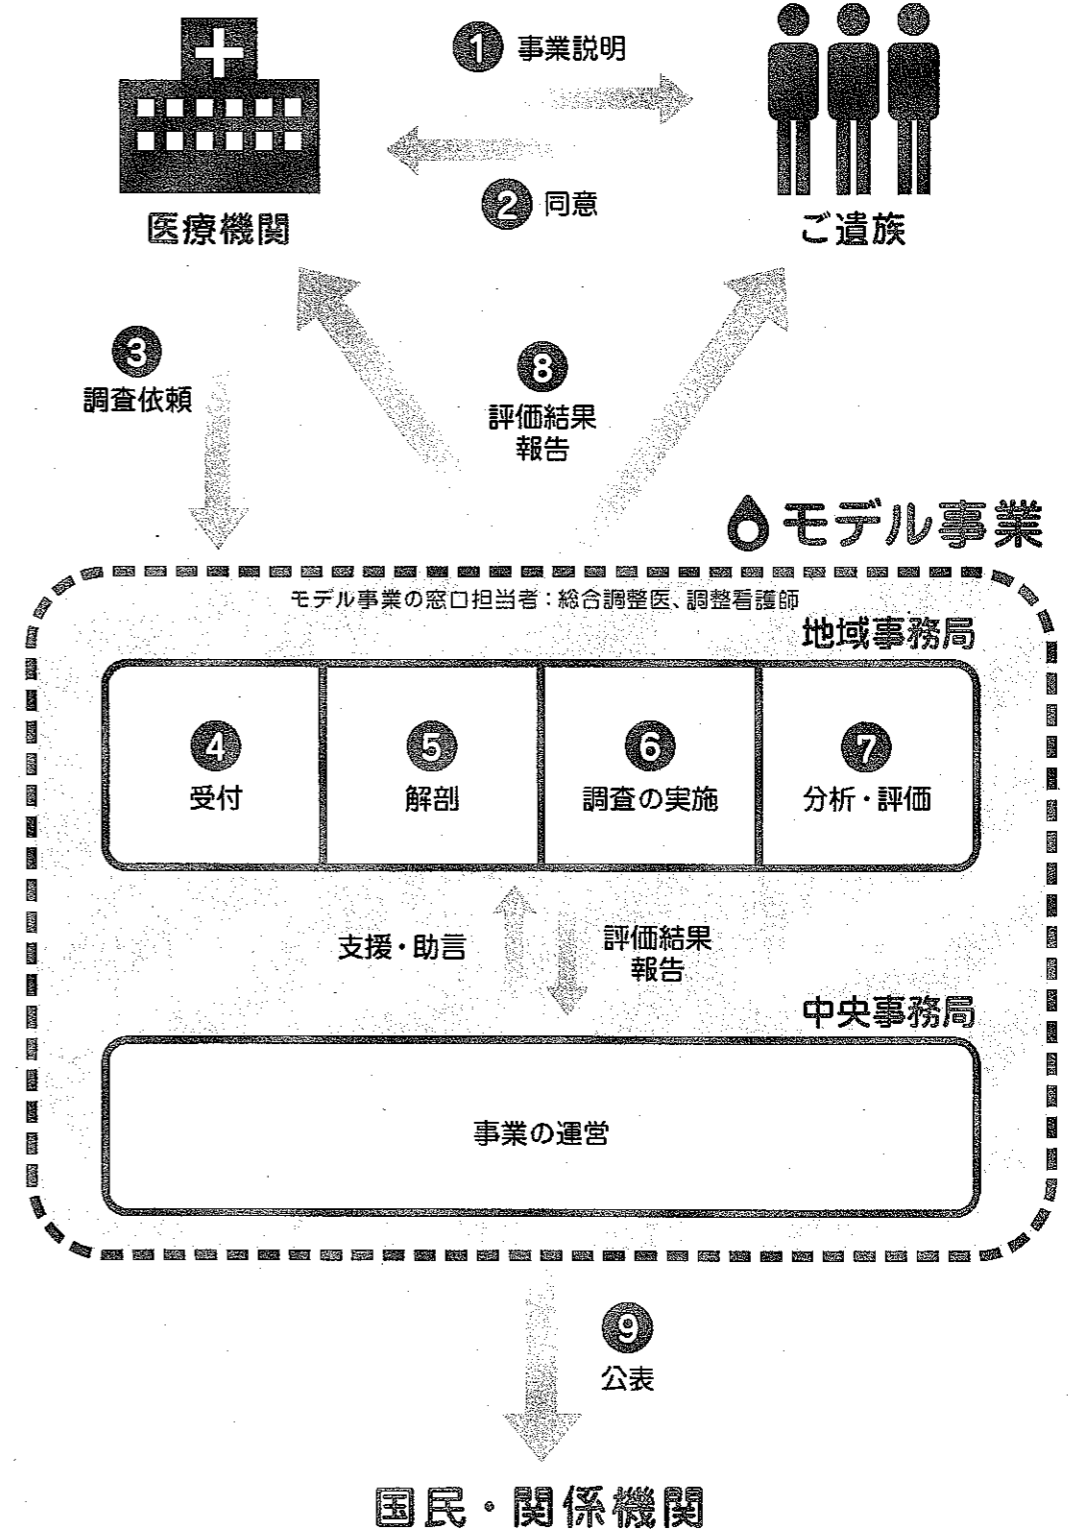 1 事業説明
2 同意
医療機関
ご遺族
3
調査依頼
8
評価結果
報告
モデル事業
モデル事業の窓口担当者：総合調整医、調整看護師
地域事務局
4
受付
5
解剖
6
調査の実施
7
分析・評価
支援・助言
評価結果
報告
中央事務局
事業の運営
9
公表
国民・関係機関